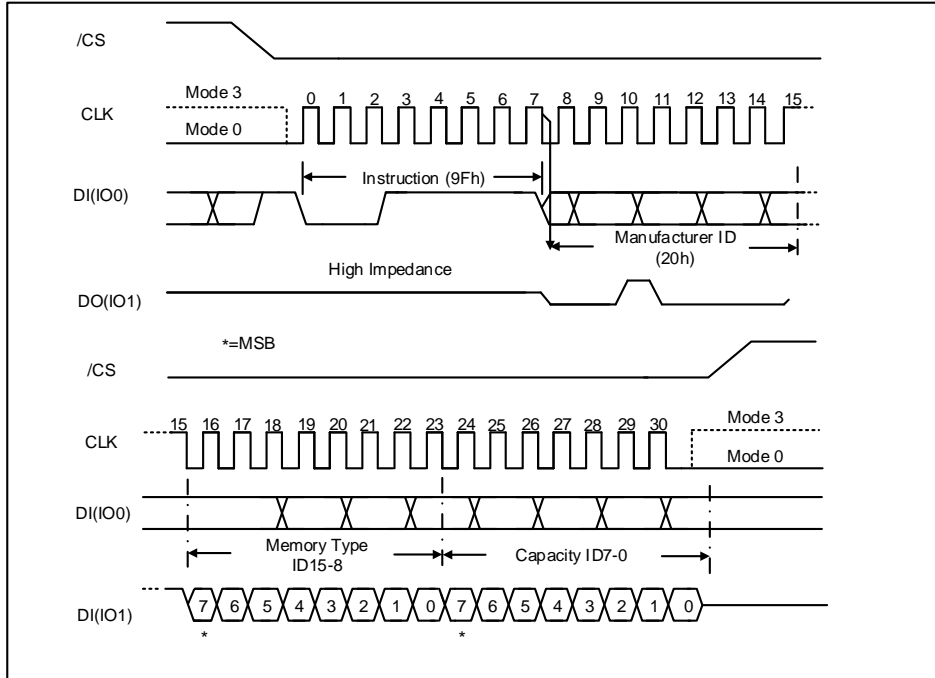 /CS
Mode 3
0 1 2 3 4 5 6 7 8 9 10 11 12 13 14 15
CLK
Mode 0
Instruction (9Fh)
DI(IO0)
Manufacturer ID
(20h)
High Impedance
DO(IO1)
*=MSB
/CS
15 16 17 18 19 20 21 22 23 24 25 26 27 28 29 30
Mode 3
CLK
Mode 0
DI(IO0)
Memory Type
ID15-8
Capacity ID7-0
DI(IO1)
7 6 5 4 3 2 1 0 7 6 5 4 3 2 1 0
* *